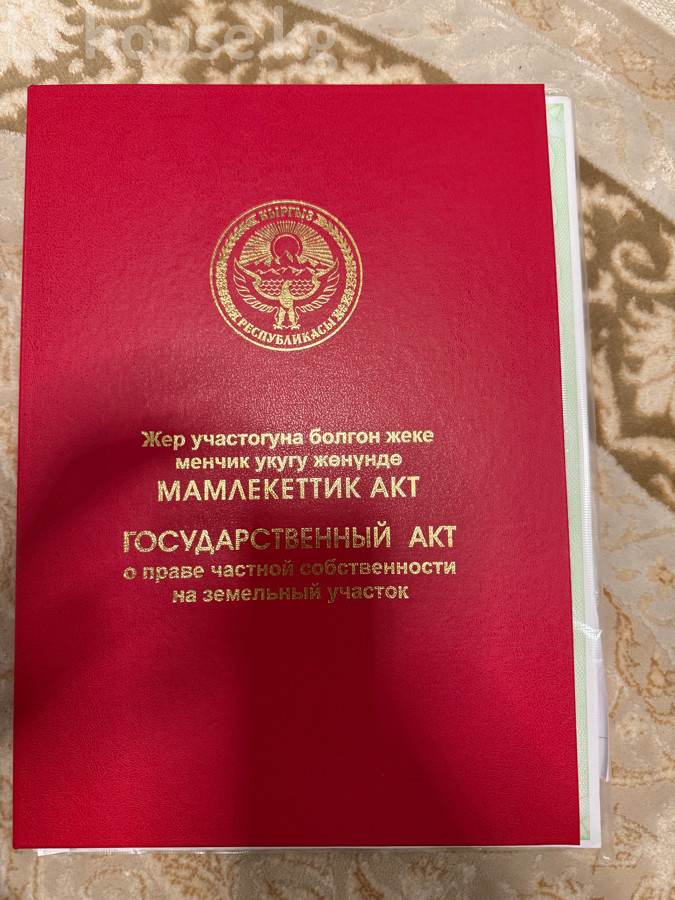 house.kg
КЫРГЫЗ
РЕСПУБЛИКАСЫ
Жер участогуна болгон жеке
менчик укугу жөнүндө
МАМЛЕКЕТТИК АКТ
ГОСУДАРСТВЕННЫЙ АКТ
о праве частной собственности
на земельный участок